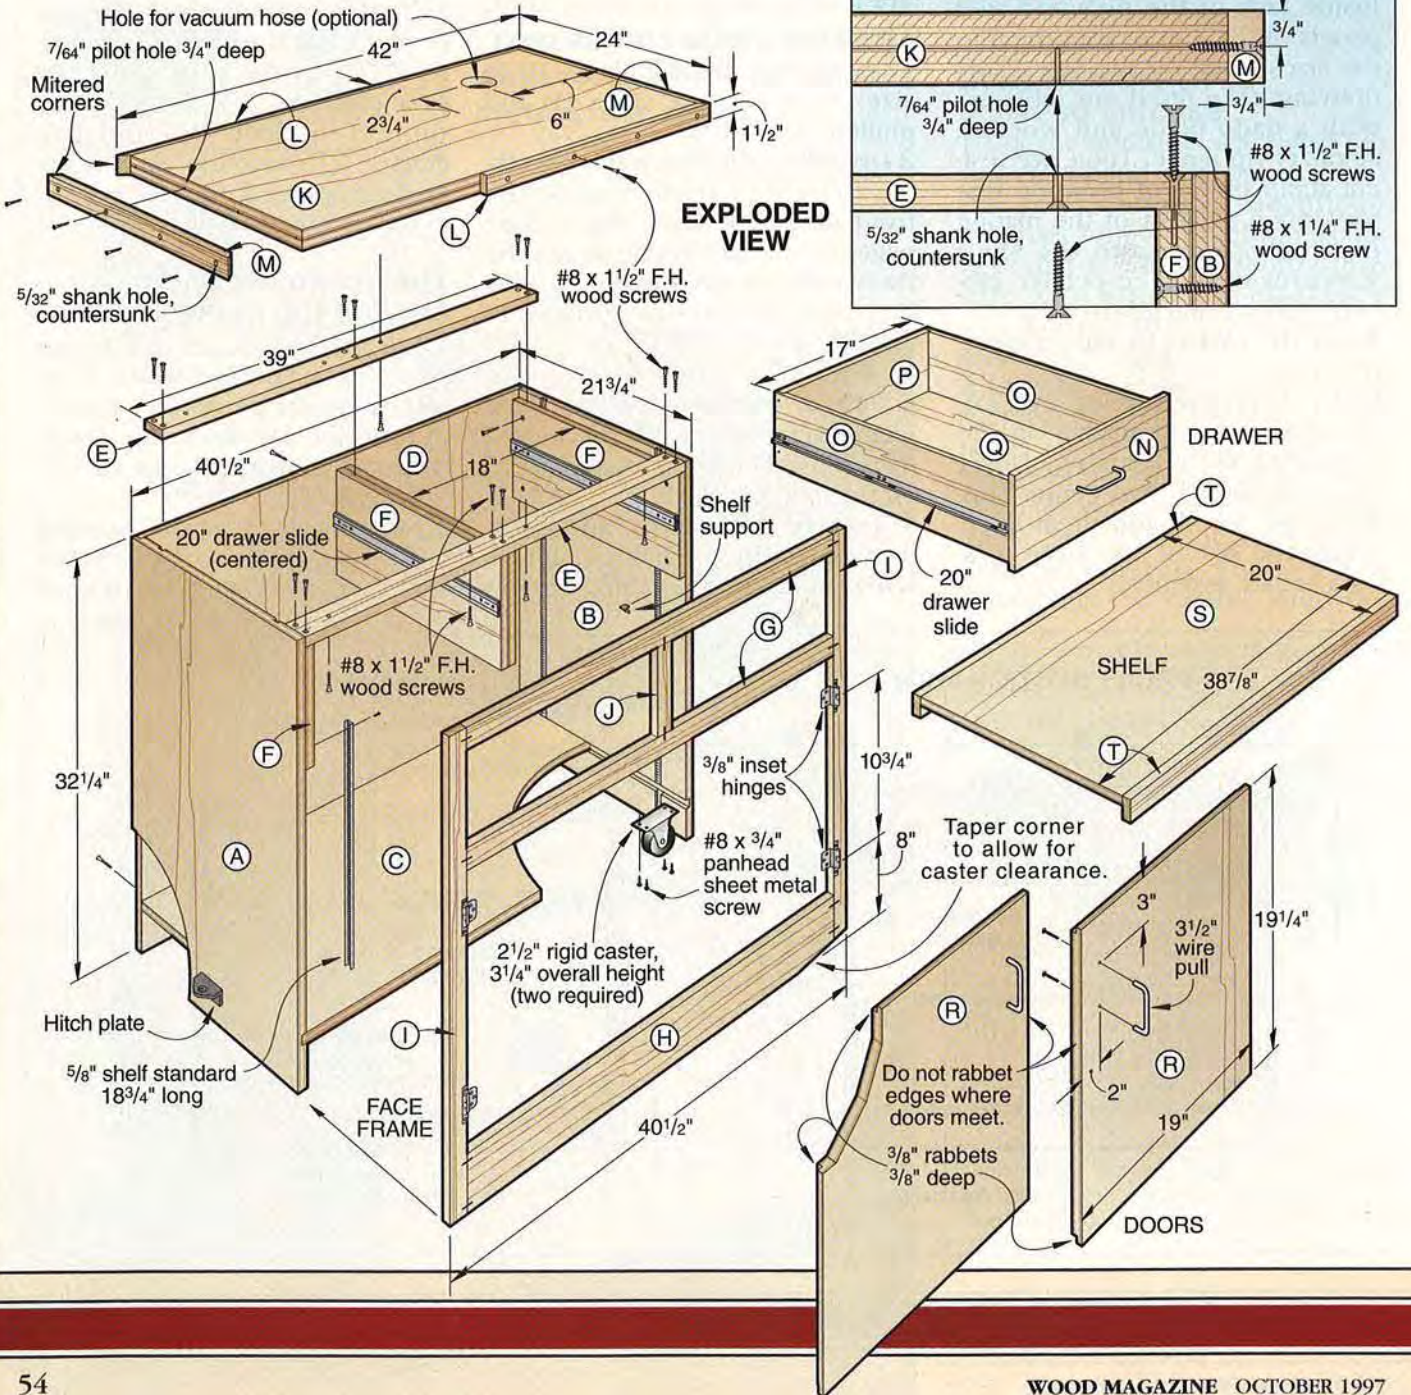 Hole for vacuum hose (optional)
7/64" pilot hole 3/4" deep
42"
24"
Mitered
corners
L
2 3/4"
6"
M
1 1/2"
K
L
M
5/32" shank hole,
countersunk
EXPLODED
VIEW
#8 x 1 1/2" F.H.
wood screws
K
M
3/4"
3/4"
7/64" pilot hole
3/4" deep
#8 x 1 1/2" F.H.
wood screws
E
5/32" shank hole,
countersunk
F
B
#8 x 1 1/4" F.H.
wood screw
39"
E
40 1/2"
21 3/4"
D
18"
F
F
20" drawer slide
(centered)
Shelf
support
E
B
#8 x 1 1/2" F.H.
wood screws
F
32 1/4"
A
C
Hitch plate
5/8" shelf standard
18 3/4" long
G
I
J
3/8" inset
hinges
10 3/4"
8"
#8 x 3/4"
panhead
sheet metal
screw
2 1/2" rigid caster,
3 1/4" overall height
(two required)
Taper corner
to allow for
caster clearance.
I
H
FACE
FRAME
40 1/2"
17"
P
O
O
Q
N
DRAWER
20"
drawer
slide
T
20"
S
SHELF
38 7/8"
T
3"
3 1/2"
wire
pull
19 1/4"
R
R
2"
Do not rabbet
edges where
doors meet.
19"
3/8" rabbets
3/8" deep
DOORS
54
WOOD MAGAZINE OCTOBER 1997